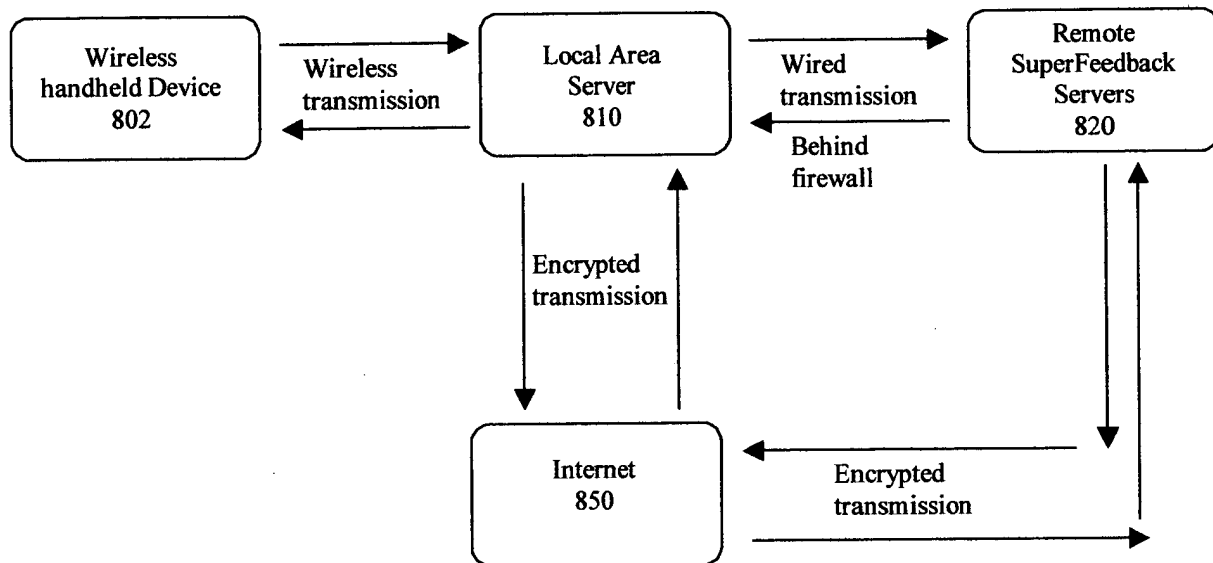 Wireless
handheld Device
802
Wireless
transmission
Local Area
Server
810
Wired
transmission
Behind
firewall
Remote
SuperFeedback
Servers
820
Encrypted
transmission
Internet
850
Encrypted
transmission